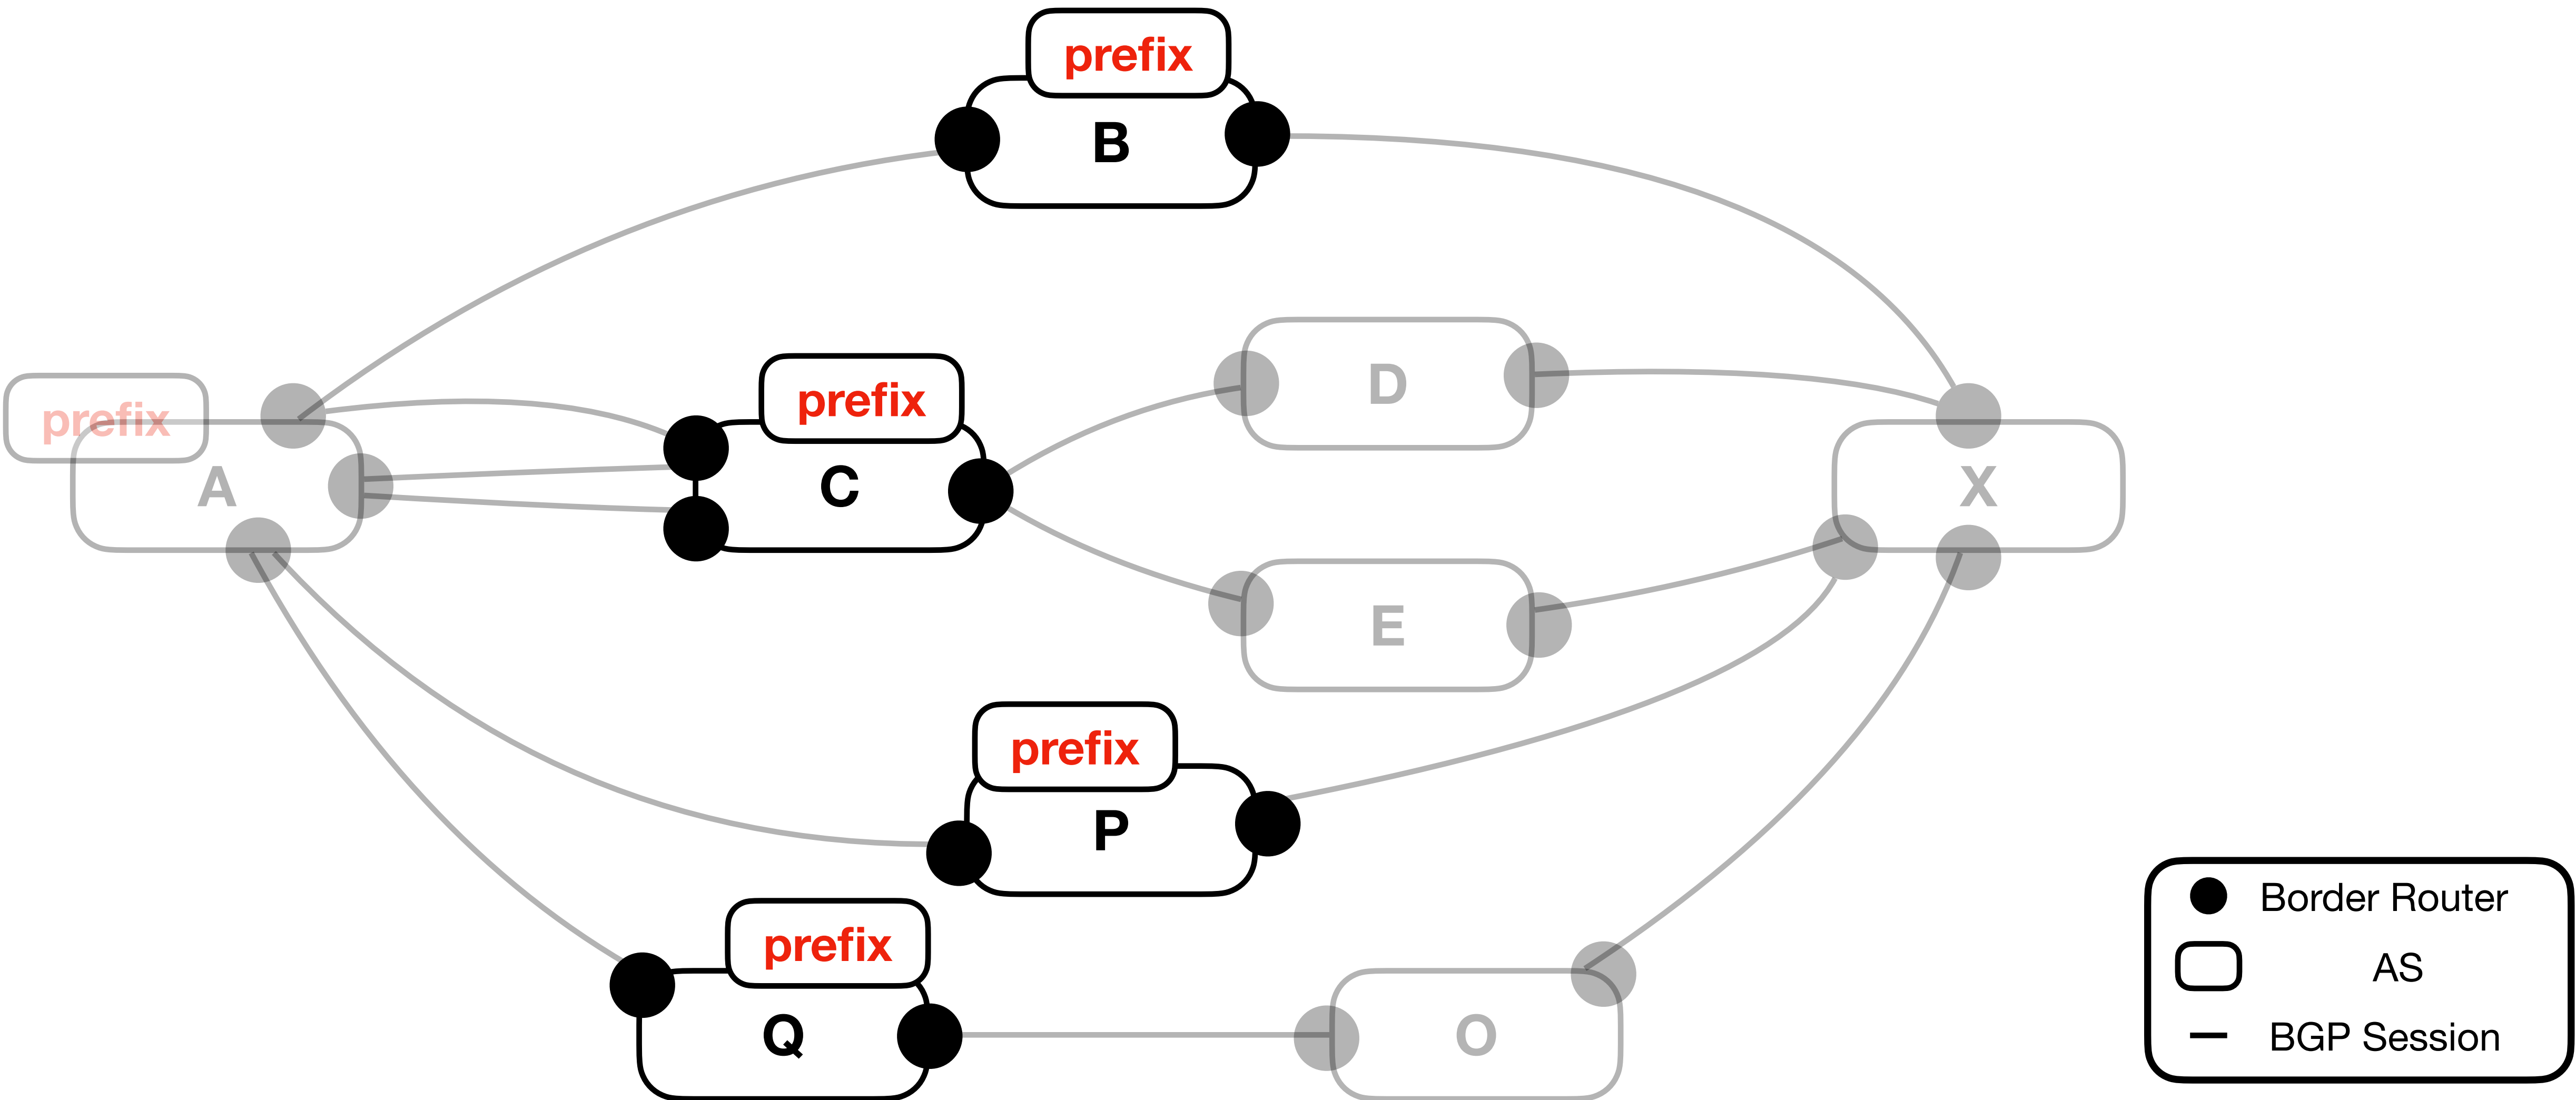 prefix
B
D
prefix
prefix
A
C
X
E
prefix
P
prefix
Q
O
Border Router
AS
BGP Session